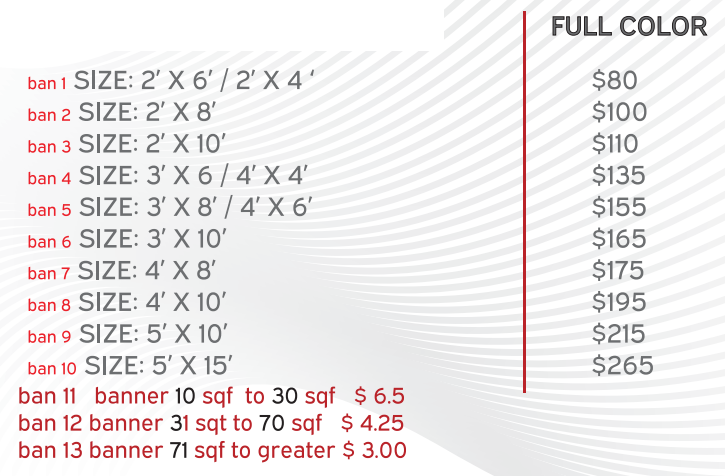 FULL COLOR
ban 1 SIZE: 2' X 6' / 2' X 4 ‘ $80
ban 2 SIZE: 2' X 8' $100
ban 3 SIZE: 2' X 10' $110
ban 4 SIZE: 3' X 6 / 4' X 4' $135
ban 5 SIZE: 3' X 8' / 4' X 6' $155
ban 6 SIZE: 3' X 10' $165
ban 7 SIZE: 4' X 8' $175
ban 8 SIZE: 4' X 10' $195
ban 9 SIZE: 5' X 10' $215
ban 10 SIZE: 5' X 15' $265
ban 11 banner 10 sqf to 30 sqf $ 6.5
ban 12 banner 31 sqt to 70 sqf $ 4.25
ban 13 banner 71 sqf to greater $ 3.00